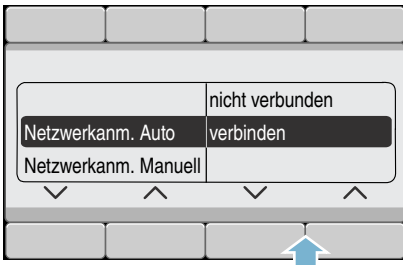 nicht verbunden
Netzwerkanm. Auto verbinden
Netzwerkanm. Manuell